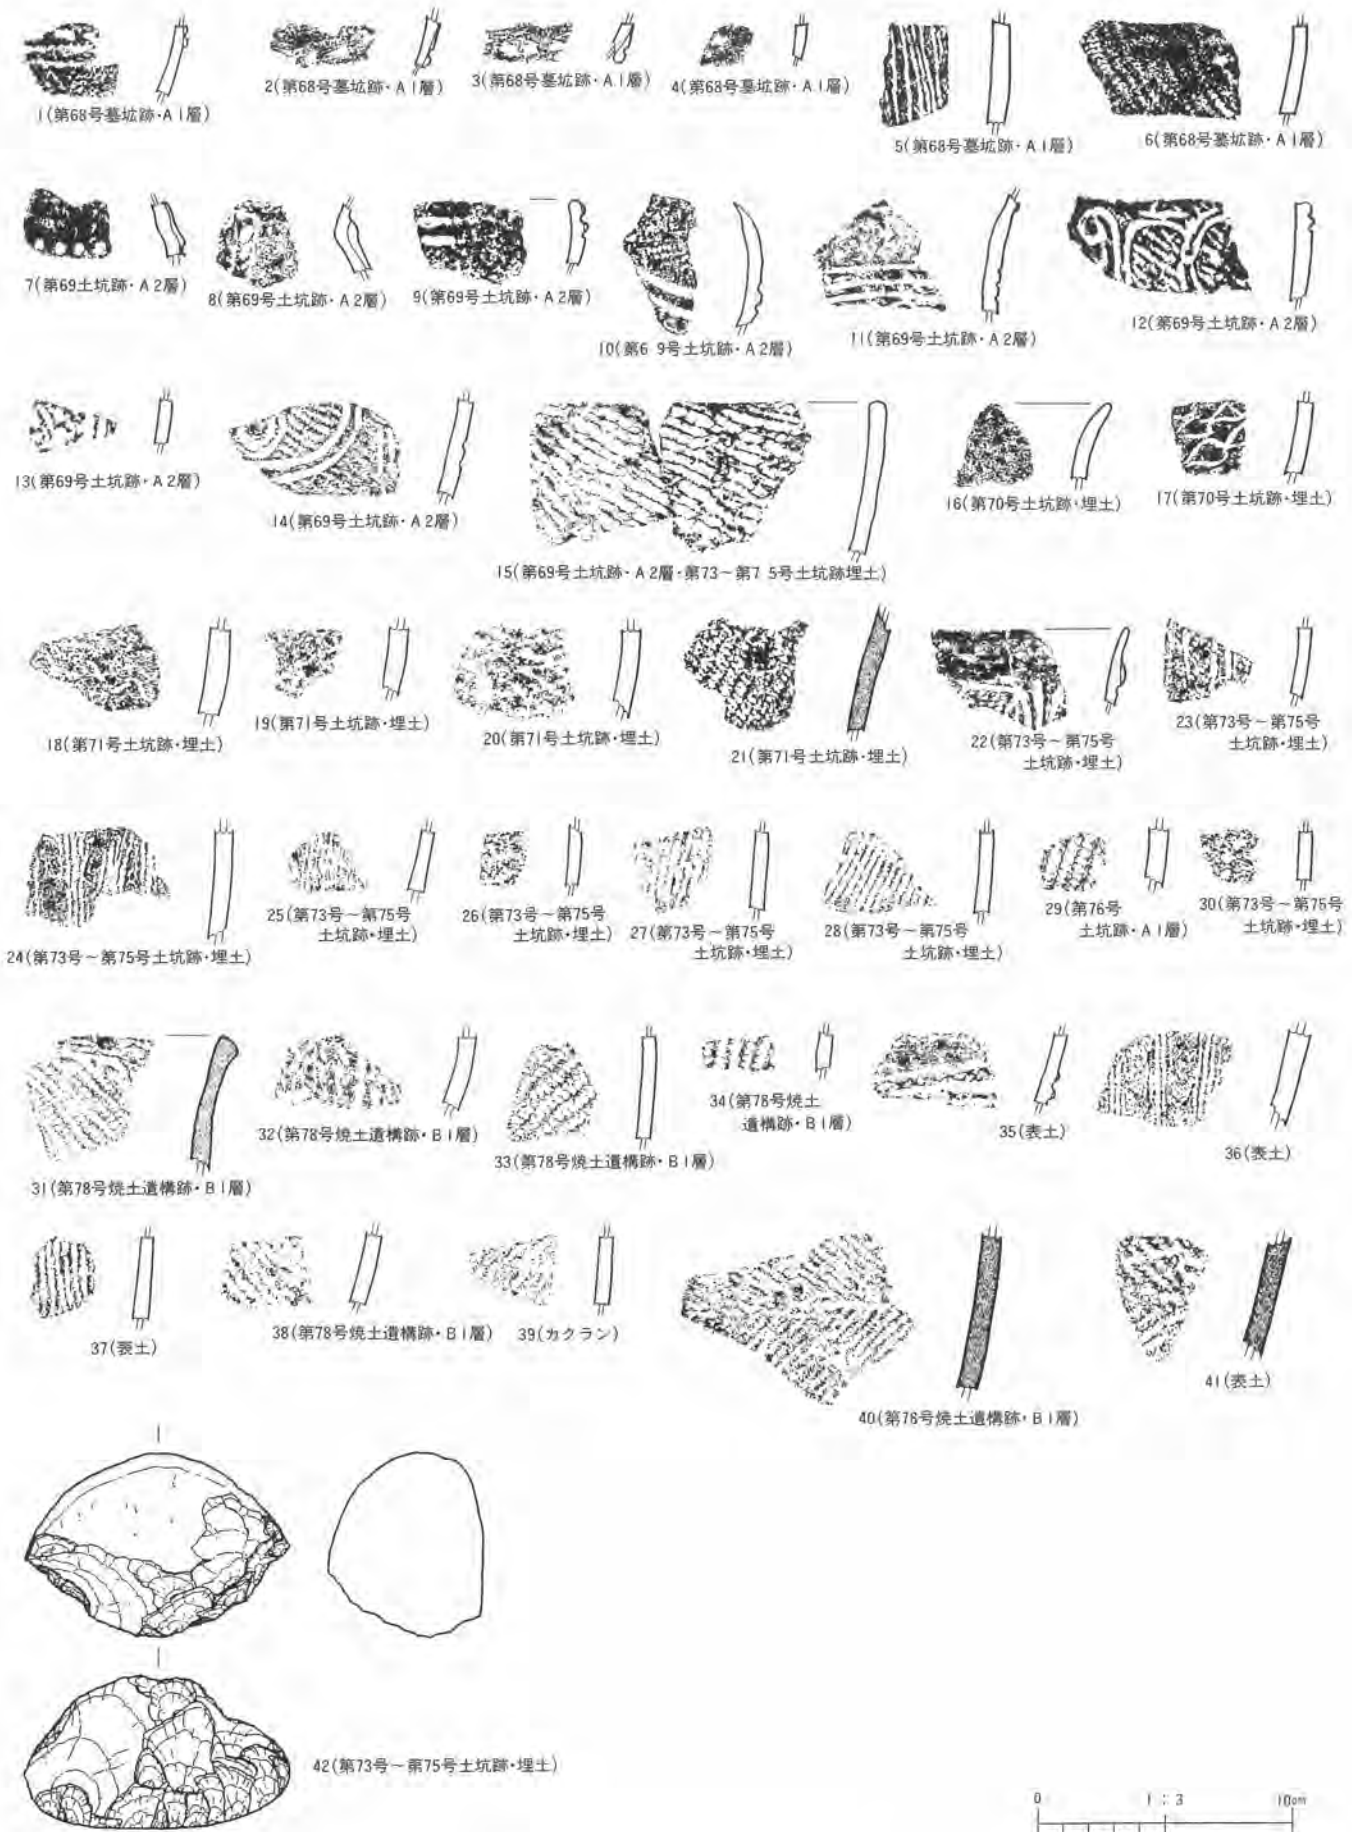 1(第68号墓坑跡・A1層)
2(第68号墓坑跡・A1層)
3(第68号墓坑跡・A1層)
4(第68号墓坑跡・A1層)
5(第68号墓坑跡・A1層)
6(第68号墓坑跡・A1層)
7(第69土坑跡・A2層)
8(第69号土坑跡・A2層)
9(第69号土坑跡・A2層)
10(第6 9号土坑跡・A2層)
11(第69号土坑跡・A2層)
12(第69号土坑跡・A2層)
13(第69号土坑跡・A2層)
14(第69号土坑跡・A2層)
15(第69号土坑跡・A2層・第73～第7 5号土坑跡埋土)
16(第70号土坑跡・埋土)
17(第70号土坑跡・埋土)
18(第71号土坑跡・埋土)
19(第71号土坑跡・埋土)
20(第71号土坑跡・埋土)
21(第71号土坑跡・埋土)
22(第73号～第75号
土坑跡・埋土)
23(第73号～第75号
土坑跡・埋土)
24(第73号～第75号土坑跡・埋土)
25(第73号～第75号
土坑跡・埋土)
26(第73号～第75号
土坑跡・埋土)
27(第73号～第75号
土坑跡・埋土)
28(第73号～第75号
土坑跡・埋土)
29(第76号
土坑跡・A1層)
30(第73号～第75号
土坑跡・埋土)
31(第78号焼土遺構跡・B1層)
32(第78号焼土遺構跡・B1層)
33(第78号焼土遺構跡・B1層)
34(第78号焼土
遺構跡・B1層)
35(表土)
36(表土)
37(表土)
38(第78号焼土遺構跡・B1層)
39(カクラン)
40(第78号焼土遺構跡・B1層)
41(表土)
42(第73号～第75号土坑跡・埋土)
0 1:3 10cm